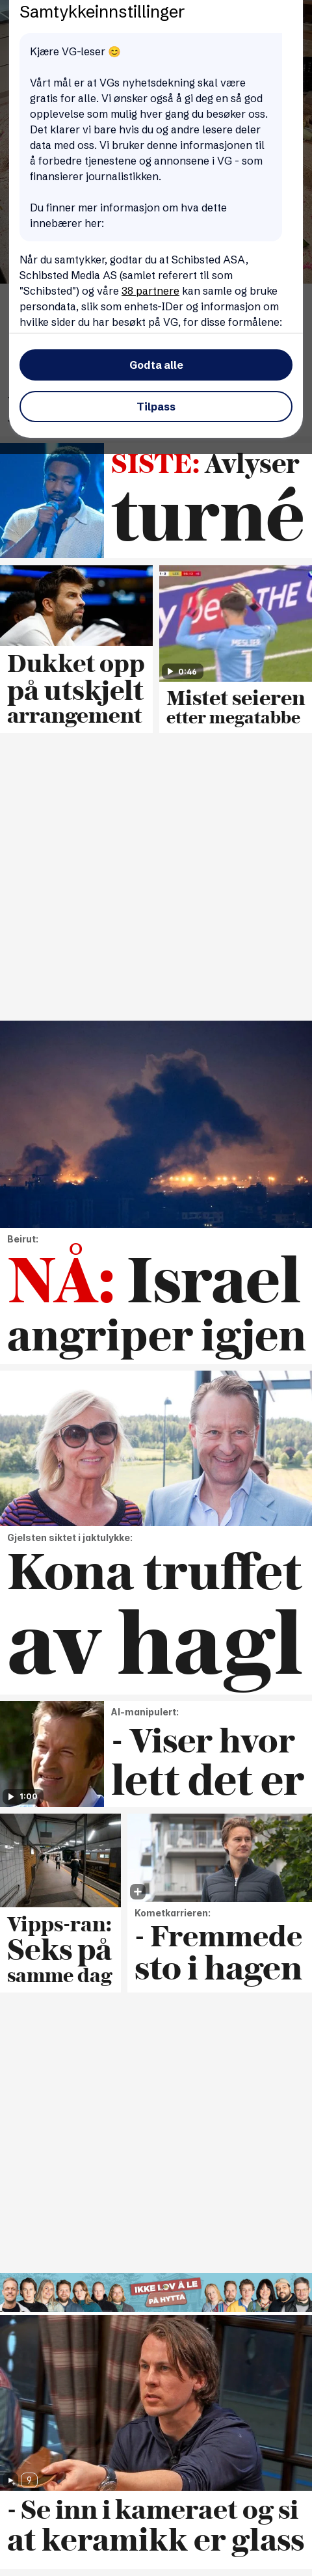 Samtykkeinnstillinger
Kjære VG-leser 😊
Vårt mål er at VGs nyhetsdekning skal være
gratis for alle. Vi ønsker også å gi deg en så god
opplevelse som mulig hver gang du besøker oss.
Det klarer vi bare hvis du og andre lesere deler
data med oss. Vi bruker denne informasjonen til
å forbedre tjenestene og annonsene i VG - som
finansierer journalistikken.
Du finner mer informasjon om hva dette
innebærer her:
Når du samtykker, godtar du at Schibsted ASA,
Schibsted Media AS (samlet referert til som
"Schibsted") og våre 38 partnere kan samle og bruke
persondata, slik som enhets-IDer og informasjon om
hvilke sider du har besøkt på VG, for disse formålene:
Godta alle
Tilpass
SISTE: Avlyser
turné
Dukket opp
på utskjelt
arrangement
0:46
Mistet seieren
etter megatabbe
Beirut:
NÅ: Israel
angriper igjen
Gjelsten siktet i jaktulykke:
Kona truffet
av hagl
1:00
AI-manipulert:
- Viser hvor
lett det er
Vipps-ran:
Seks på
samme dag
Kometkarrieren:
- Fremmede
sto i hagen
IKKE LOV Å LE
PÅ HYTTA
9
- Se inn i kameraet og si
at keramikk er glass